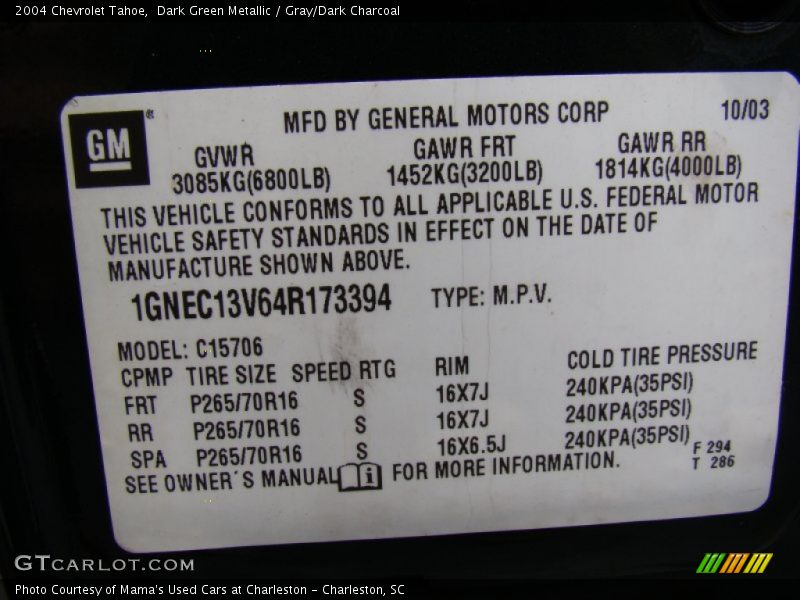 2004 Chevrolet Tahoe,  Dark Green Metallic / Gray/Dark Charcoal
GM ®
MFD BY GENERAL MOTORS CORP 10/03
GVWR GAWR FRT GAWR RR
3085KG(6800LB) 1452KG(3200LB) 1814KG(4000LB)
THIS VEHICLE CONFORMS TO ALL APPLICABLE U.S. FEDERAL MOTOR
VEHICLE SAFETY STANDARDS IN EFFECT ON THE DATE OF
MANUFACTURE SHOWN ABOVE.
1GNEC13V64R173394 TYPE: M.P.V.
MODEL: C15706
CPMP TIRE SIZE SPEED RTG RIM COLD TIRE PRESSURE
FRT P265/70R16 S 16X7J 240KPA(35PSI)
RR P265/70R16 S 16X7J 240KPA(35PSI)
SPA P265/70R16 S 16X6.5J 240KPA(35PSI)
SEE OWNER´S MANUAL i FOR MORE INFORMATION.
F 294
T 286
GTCARLOT.COM
Photo Courtesy of Mama's Used Cars at Charleston - Charleston, SC